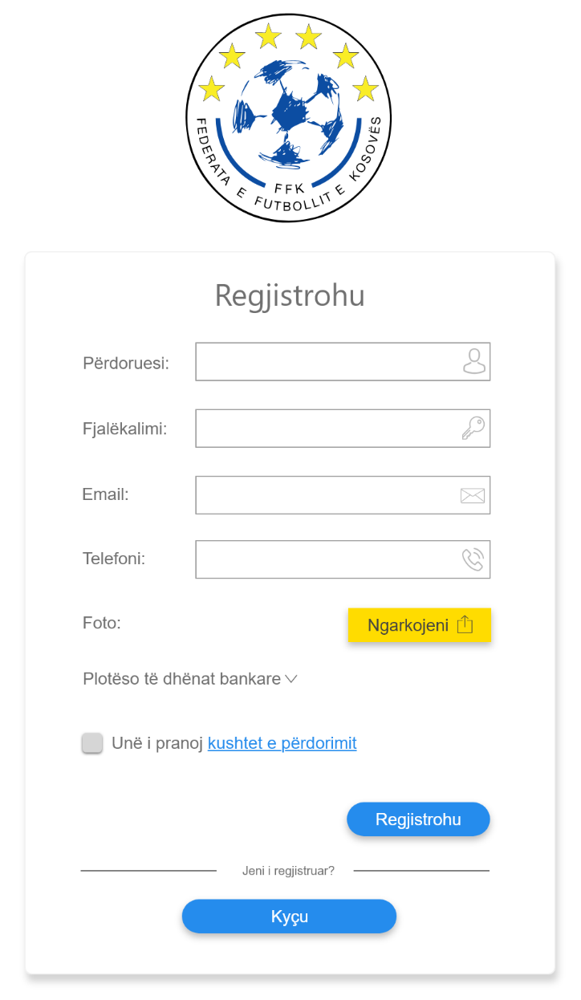 FEDERATA E FUTBOLLIT E KOSOVËS
FFK
Regjistrohu
Përdoruesi:
Fjalëkalimi:
Email:
Telefoni:
Foto:
Ngarkojeni
Plotëso të dhënat bankare
Unë i pranoj kushtet e përdorimit
Regjistrohu
Jeni i regjistruar?
Kyçu